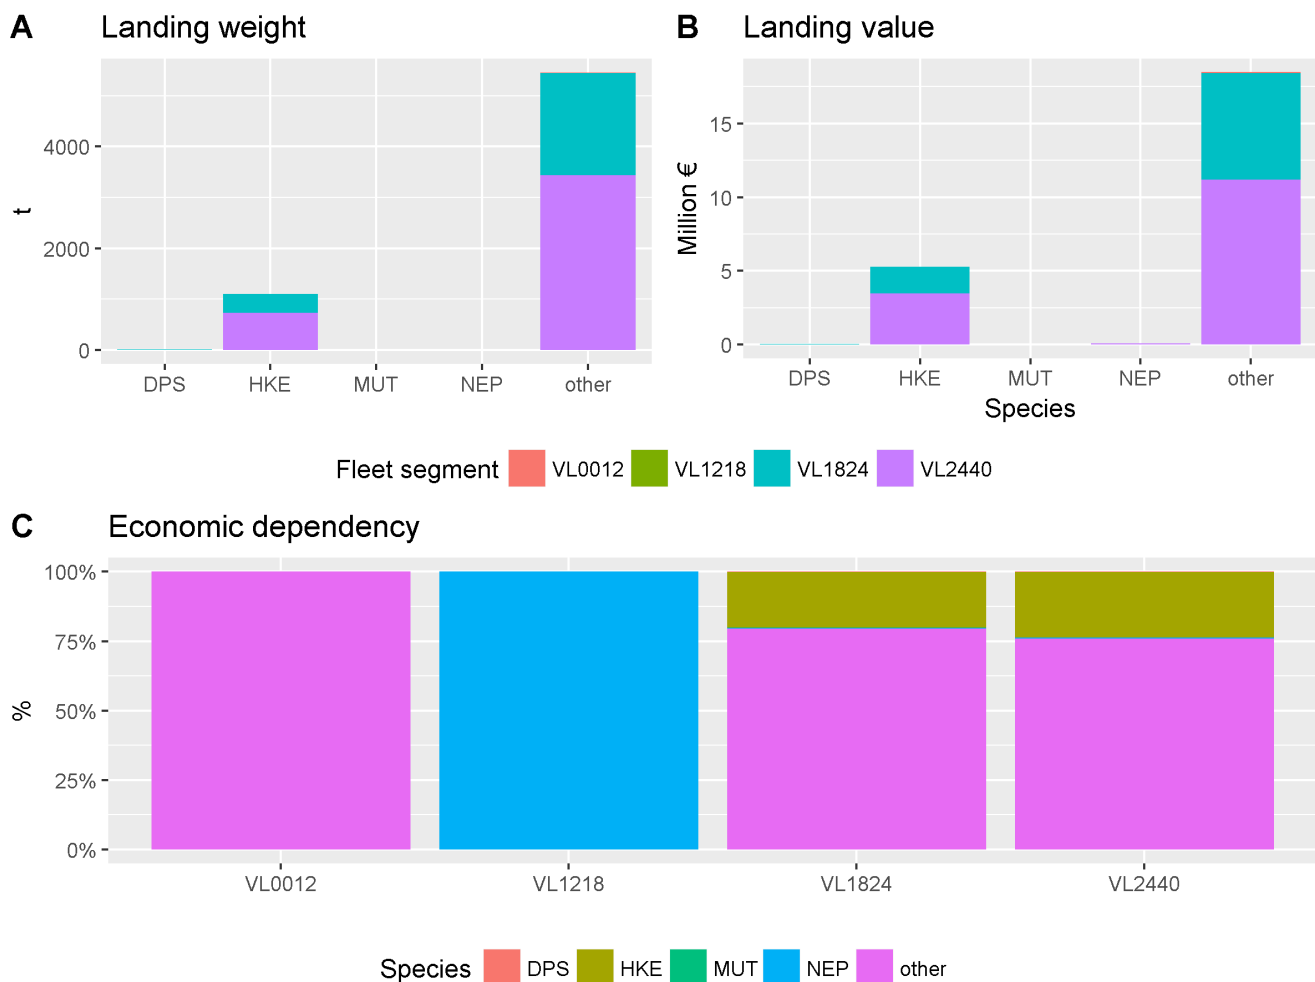 A Landing weight
4000
2000
0
t
DPS HKE MUT NEP other
B Landing value
15
10
5
0
Million €
DPS HKE MUT NEP other
Species
Fleet segment VL0012 VL1218 VL1824 VL2440
C Economic dependency
100%
75%
50%
25%
0%
%
VL0012 VL1218 VL1824 VL2440
Species DPS HKE MUT NEP other